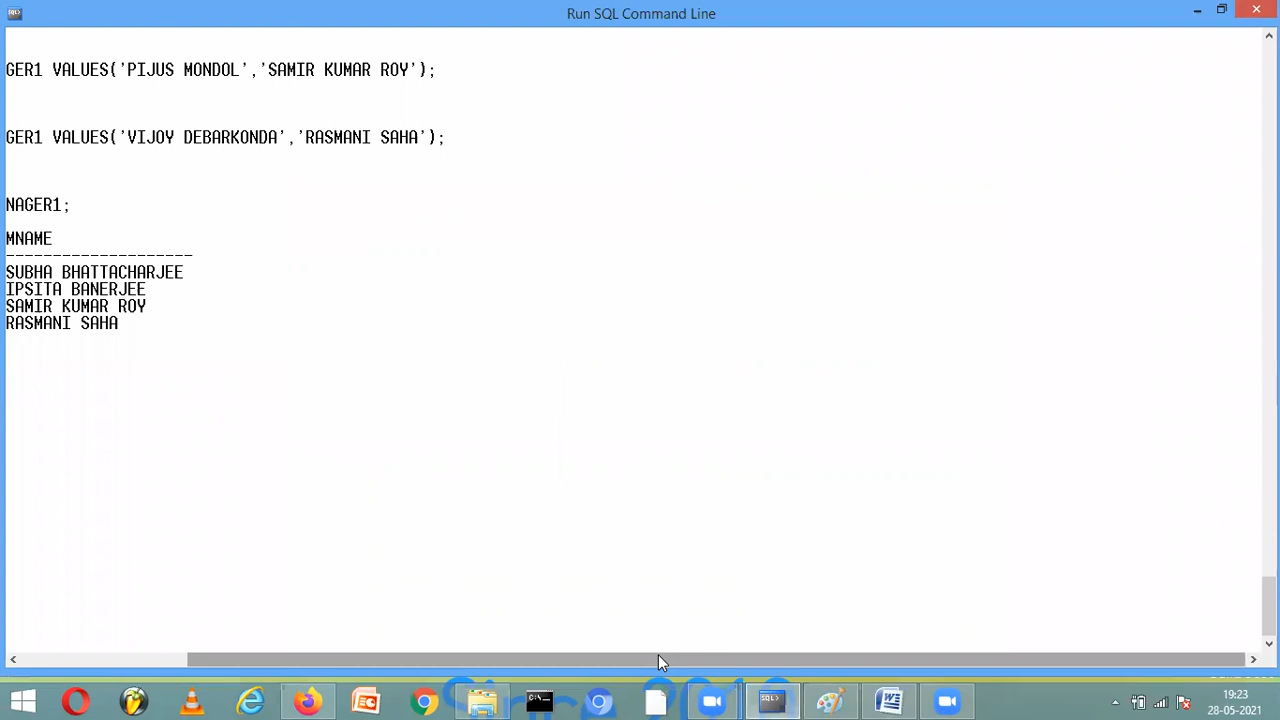 Run SQL Command Line
GER1 VALUES('PIJUS MONDOL','SAMIR KUMAR ROY');
GER1 VALUES('VIJOY DEBARKONDA','RASMANI SAHA');
NAGER1;
MNAME
--------------------
SUBHA BHATTACHARJEE
IPSITA BANERJEE
SAMIR KUMAR ROY
RASMANI SAHA
19:23
28-05-2021